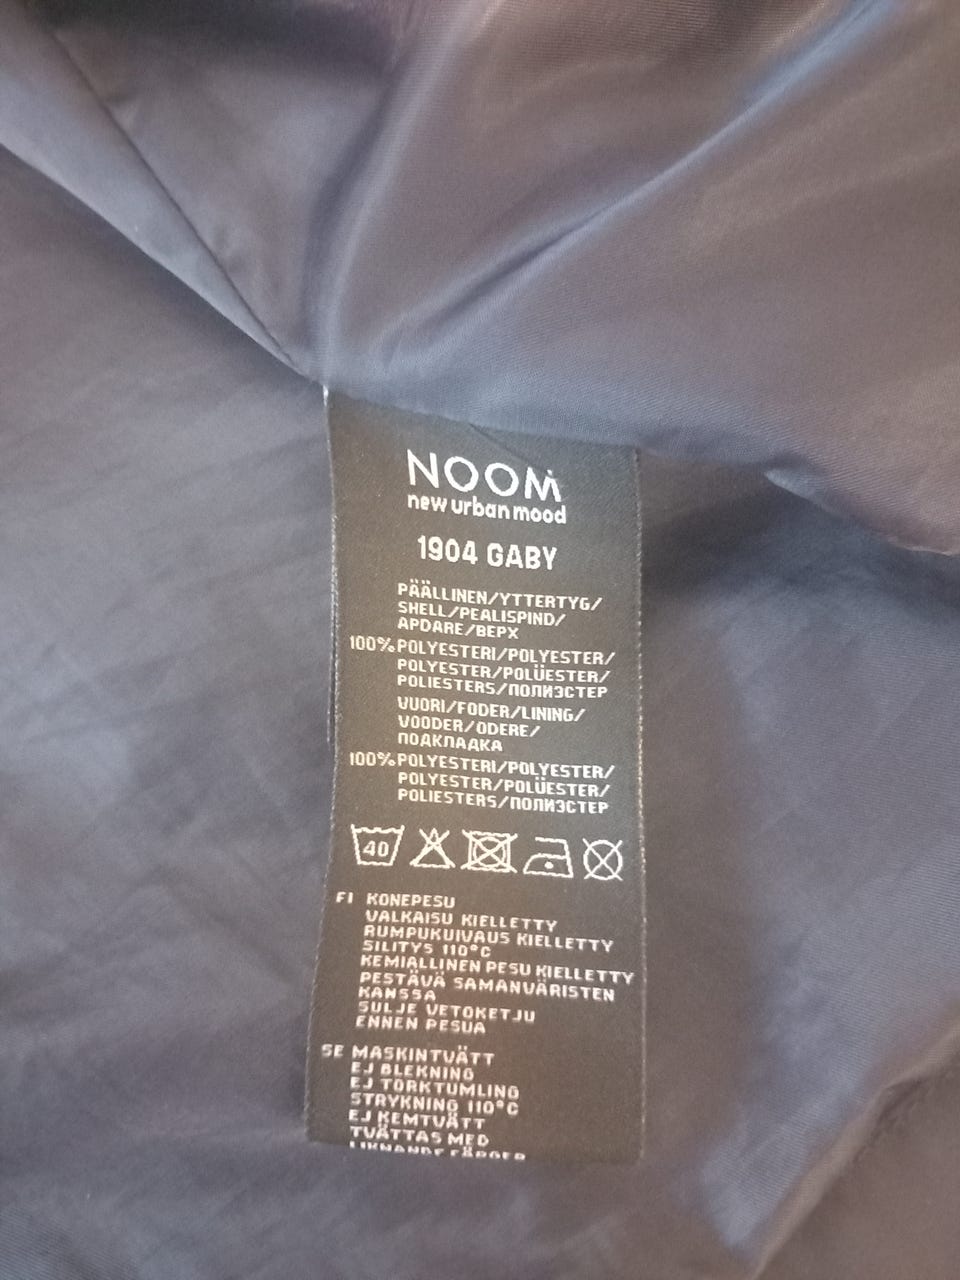 NOOM
new urban mood
1904 GABY
PÄÄLLINEN/YTTERTYG/
SHELL/PEALISPIND/
APDARE/ВЕРХ
100% POLYESTERI/POLYESTER/
POLYESTER/POLÜESTER/
POLIESTERS/ПОЛИЭСТЕР
VUORI/FODER/LINING/
VOODER/ODERE/
ПОДКЛАДКА
100% POLYESTERI/POLYESTER/
POLYESTER/POLÜESTER/
POLIESTERS/ПОЛИЭСТЕР
40
FI KONEPESU
VALKAISU KIELLETTY
RUMPUKUIVAUS KIELLETTY
SILITYS 110°C
KEMIALLINEN PESU KIELLETTY
PESTÄVÄ SAMANVÄRISTEN
KANSSA
SULJE VETOKETJU
ENNEN PESUA
SE MASKINTVÄTT
EJ BLEKNING
EJ TORKTUMLING
STRYKNING 110°C
EJ KEMTVÄTT
TVÄTTAS MED
LIKNANDE FÄRGER